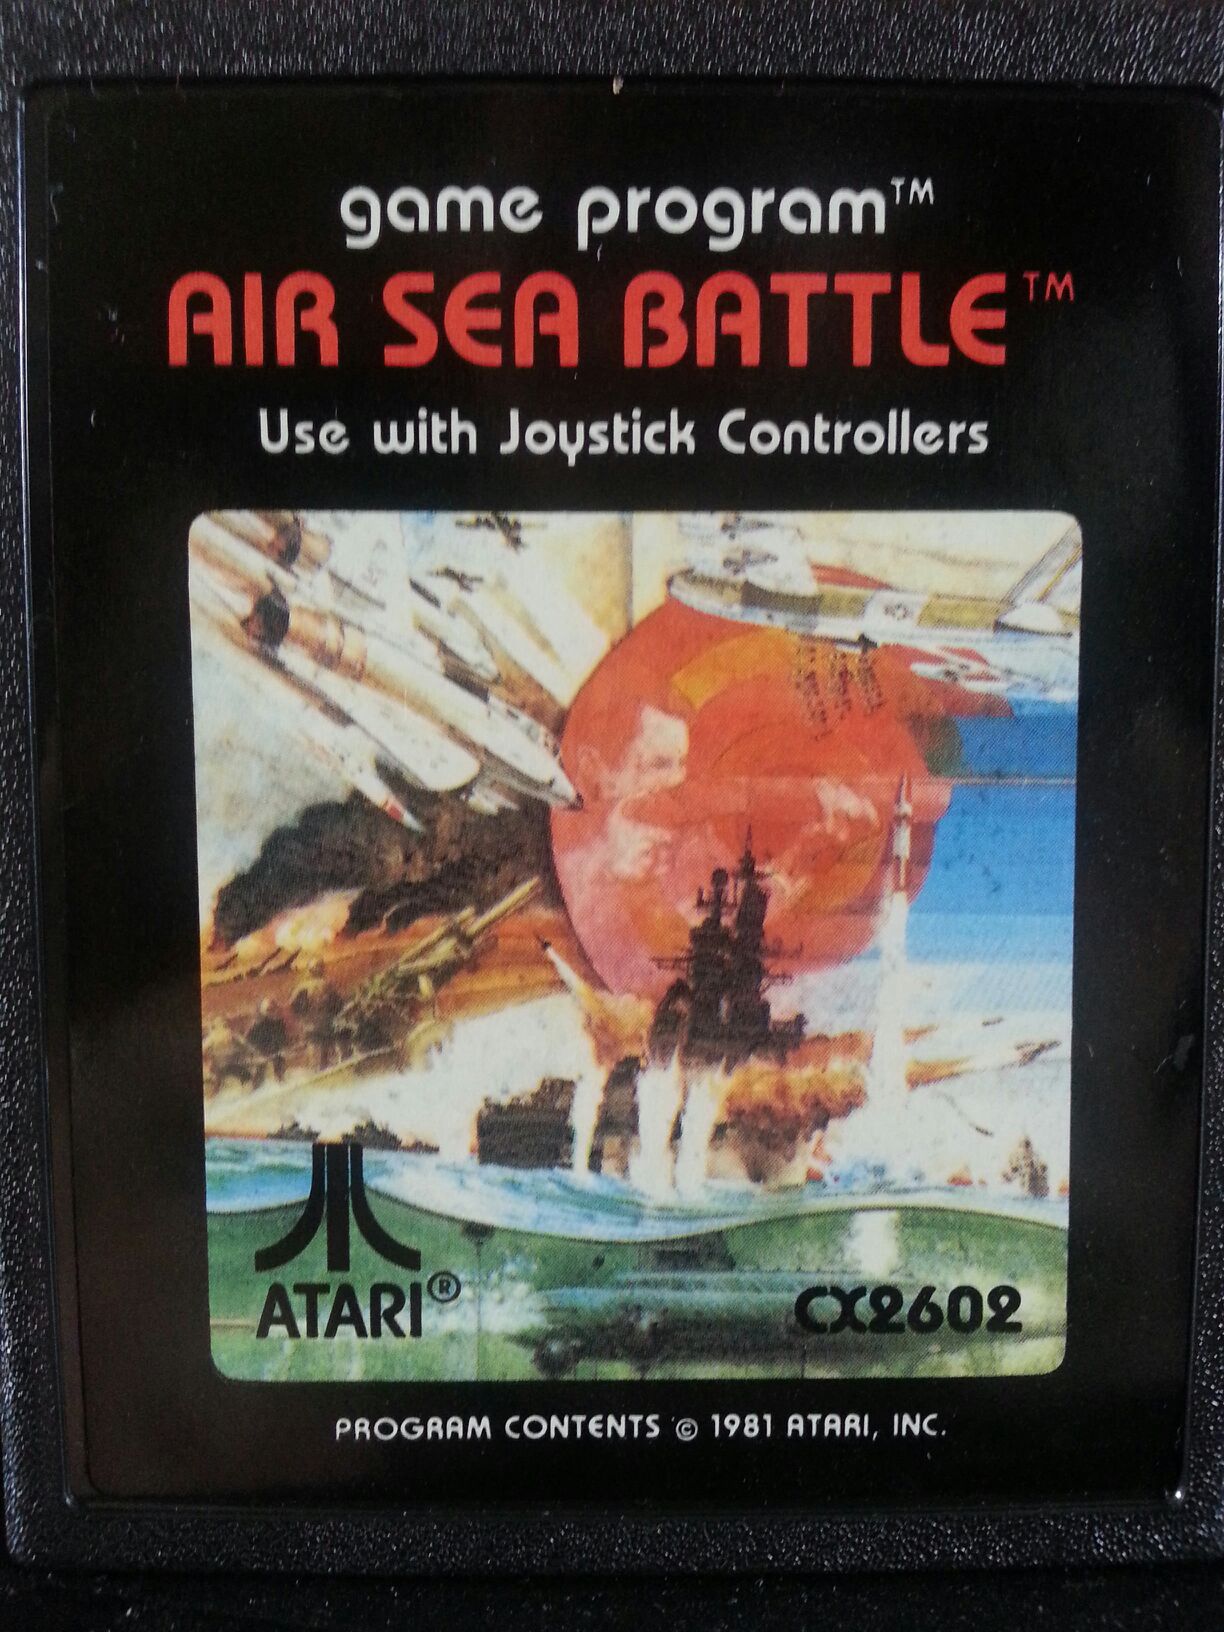 game program™
AIR SEA BATTLE™
Use with Joystick Controllers
ATARI®
CX2602
PROGRAM CONTENTS © 1981 ATARI, INC.